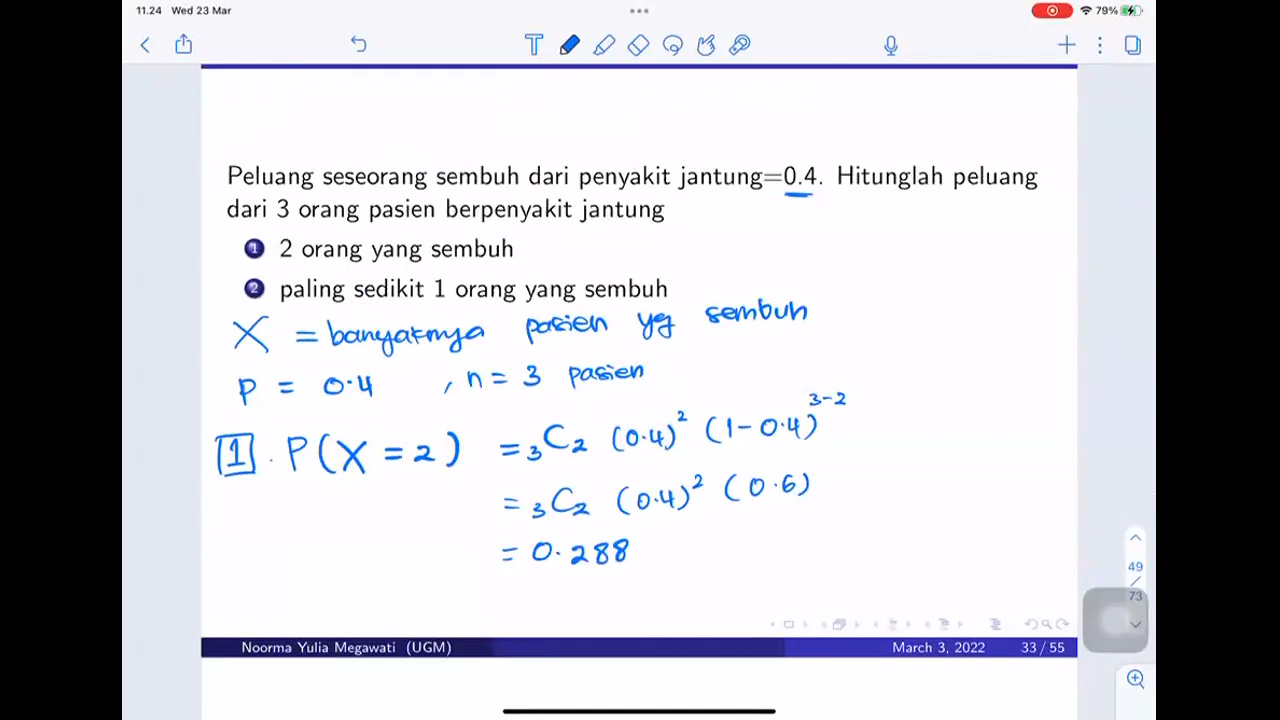 11.24 Wed 23 Mar
79%
Peluang seseorang sembuh dari penyakit jantung=0.4. Hitunglah peluang
dari 3 orang pasien berpenyakit jantung
1 2 orang yang sembuh
2 paling sedikit 1 orang yang sembuh
X = banyaknya pasien yg sembuh
P = 0.4 , n = 3 pasien
1. P(X = 2) = ₃C₂ (0.4)² (1-0.4)³⁻²
= ₃C₂ (0.4)² (0.6)
= 0.288
49
/
73
Noorma Yulia Megawati (UGM) March 3, 2022 33 / 55